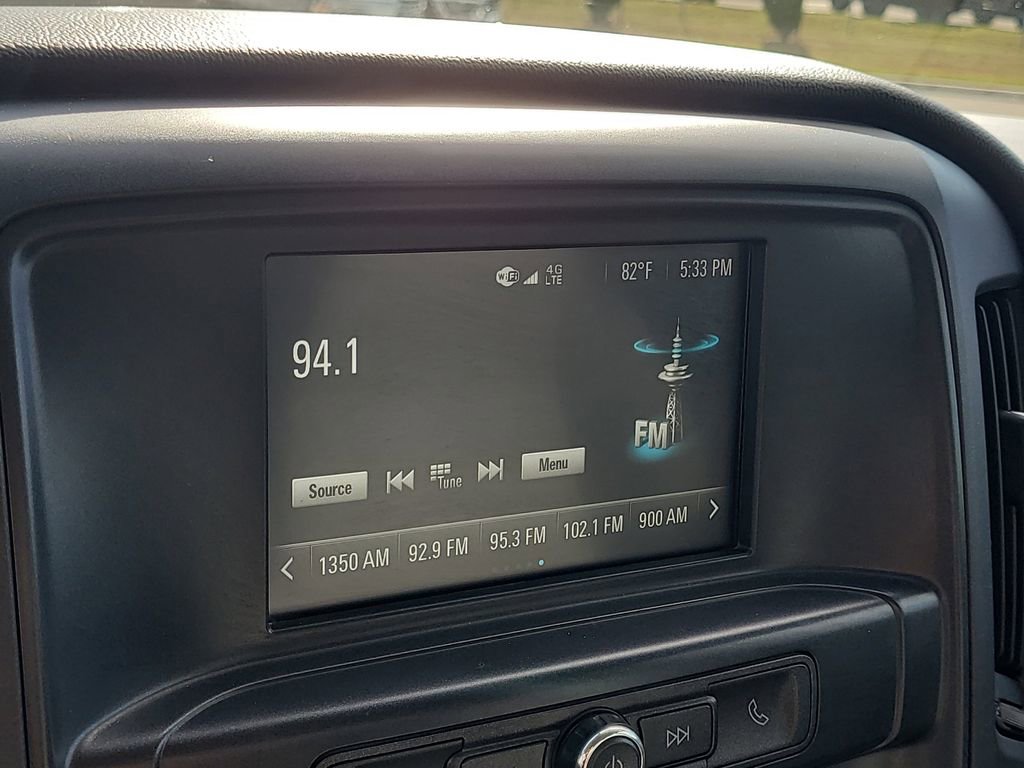 WiFi 4G LTE 82°F 5:33 PM
94.1
FM
Source Tune Menu
1350 AM 92.9 FM 95.3 FM 102.1 FM 900 AM